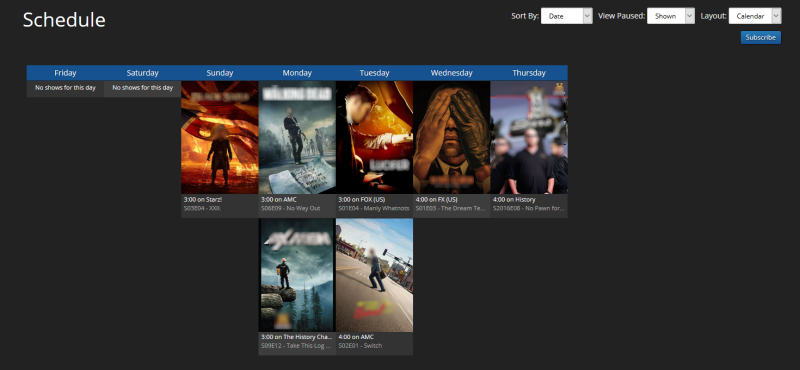 Schedule
Sort By: Date View Paused: Shown Layout: Calendar
Subscribe
Friday Saturday Sunday Monday Tuesday Wednesday Thursday
No shows for this day No shows for this day
3:00 on Starz! 3:00 on AMC 3:00 on FOX (US) 4:00 on FX (US) 4:00 on History
S03E04 - XXII. S06E09 - No Way Out S01E04 - Manly Whatnots S01E03 - The Dream Te... S2016E08 - No Pawn for...
3:00 on The History Cha... 4:00 on AMC
S09E12 - Take This Log ... S02E01 - Switch